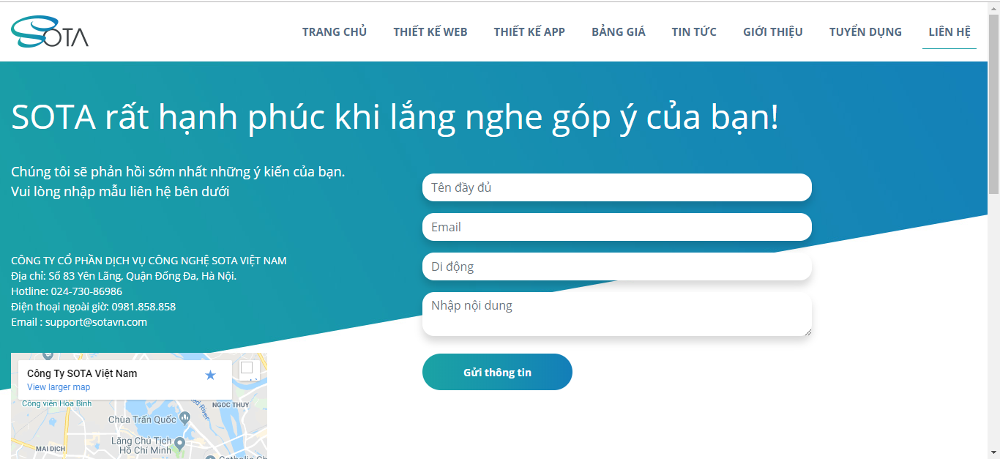 SOTA
TRANG CHỦ THIẾT KẾ WEB THIẾT KẾ APP BẢNG GIÁ TIN TỨC GIỚI THIỆU TUYỂN DỤNG LIÊN HỆ
SOTA rất hạnh phúc khi lắng nghe góp ý của bạn!
Chúng tôi sẽ phản hồi sớm nhất những ý kiến của bạn.
Vui lòng nhập mẫu liên hệ bên dưới
CÔNG TY CỔ PHẦN DỊCH VỤ CÔNG NGHỆ SOTA VIỆT NAM
Địa chỉ: Số 83 Yên Lãng, Quận Đống Đa, Hà Nội.
Hotline: 024-730-86986
Điện thoại ngoài giờ: 0981.858.858
Email : support@sotavn.com
Tên đầy đủ
Email
Di động
Nhập nội dung
Gửi thông tin
Công Ty SOTA Việt Nam
View larger map
Công viên Hòa Bình
Red River
NGOC THUY
Chùa Trấn Quốc
Lăng Chủ Tịch
Hồ Chí Minh
MAI DỊCH